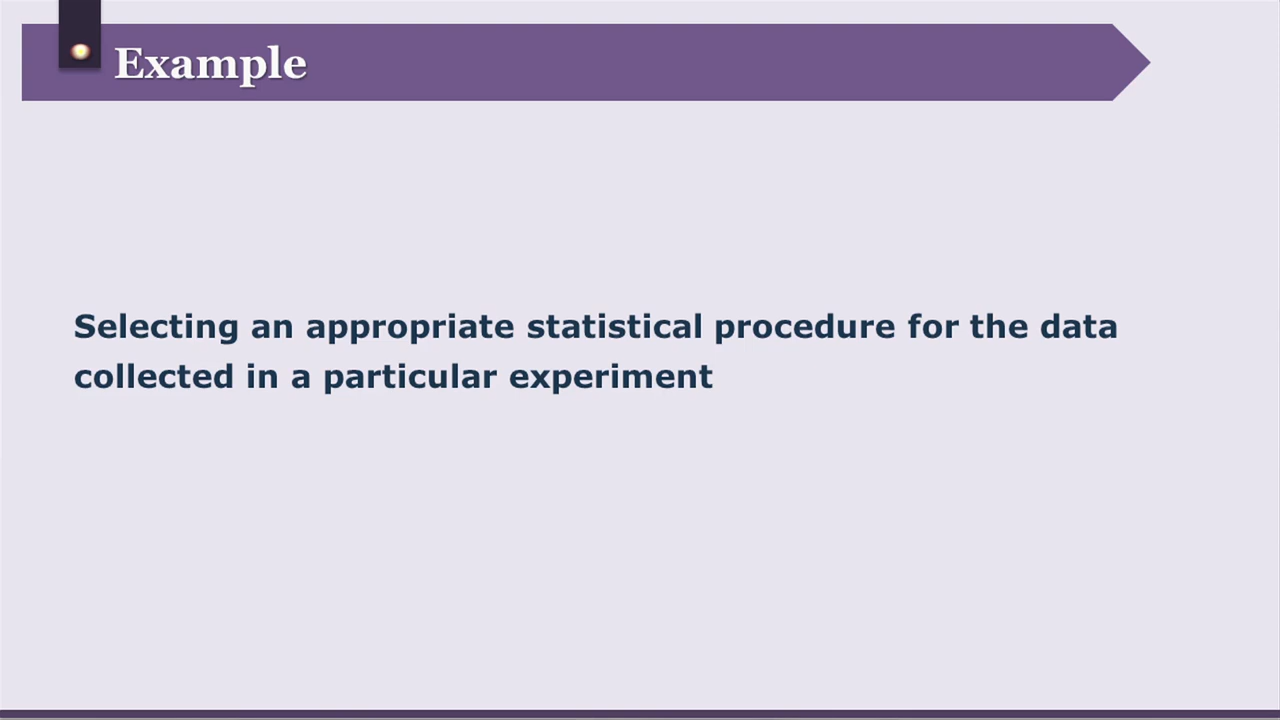 Example
Selecting an appropriate statistical procedure for the data
collected in a particular experiment